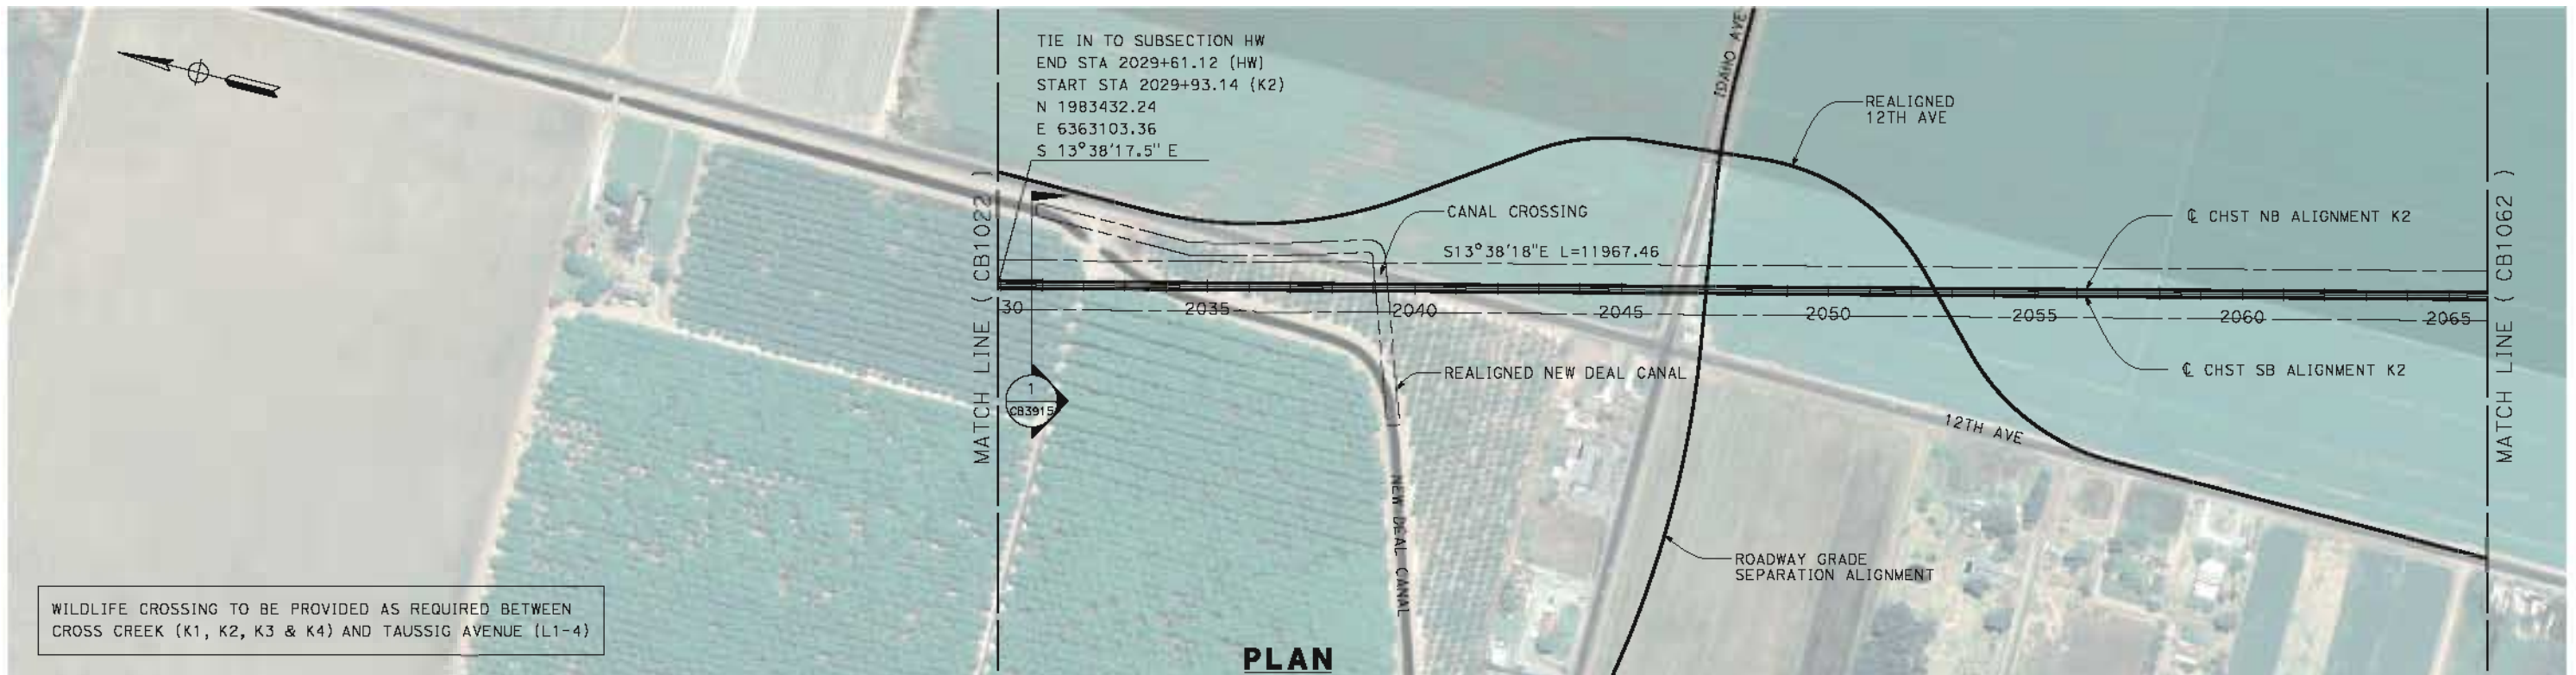 TIE IN TO SUBSECTION HW
END STA 2029+61.12 (HW)
START STA 2029+93.14 (K2)
N 1983432.24
E 6363103.36
S 13°38'17.5" E
IDAHO AVE
REALIGNED
12TH AVE
MATCH LINE ( CB1022 )
CANAL CROSSING
S13°38'18"E L=11967.46
℄ CHST NB ALIGNMENT K2
MATCH LINE ( CB1062 )
30
2035
2040
2045
2050
2055
2060
2065
REALIGNED NEW DEAL CANAL
℄ CHST SB ALIGNMENT K2
1
CB3915
12TH AVE
NEW DEAL CANAL
ROADWAY GRADE
SEPARATION ALIGNMENT
WILDLIFE CROSSING TO BE PROVIDED AS REQUIRED BETWEEN
CROSS CREEK (K1, K2, K3 & K4) AND TAUSSIG AVENUE (L1-4)
PLAN